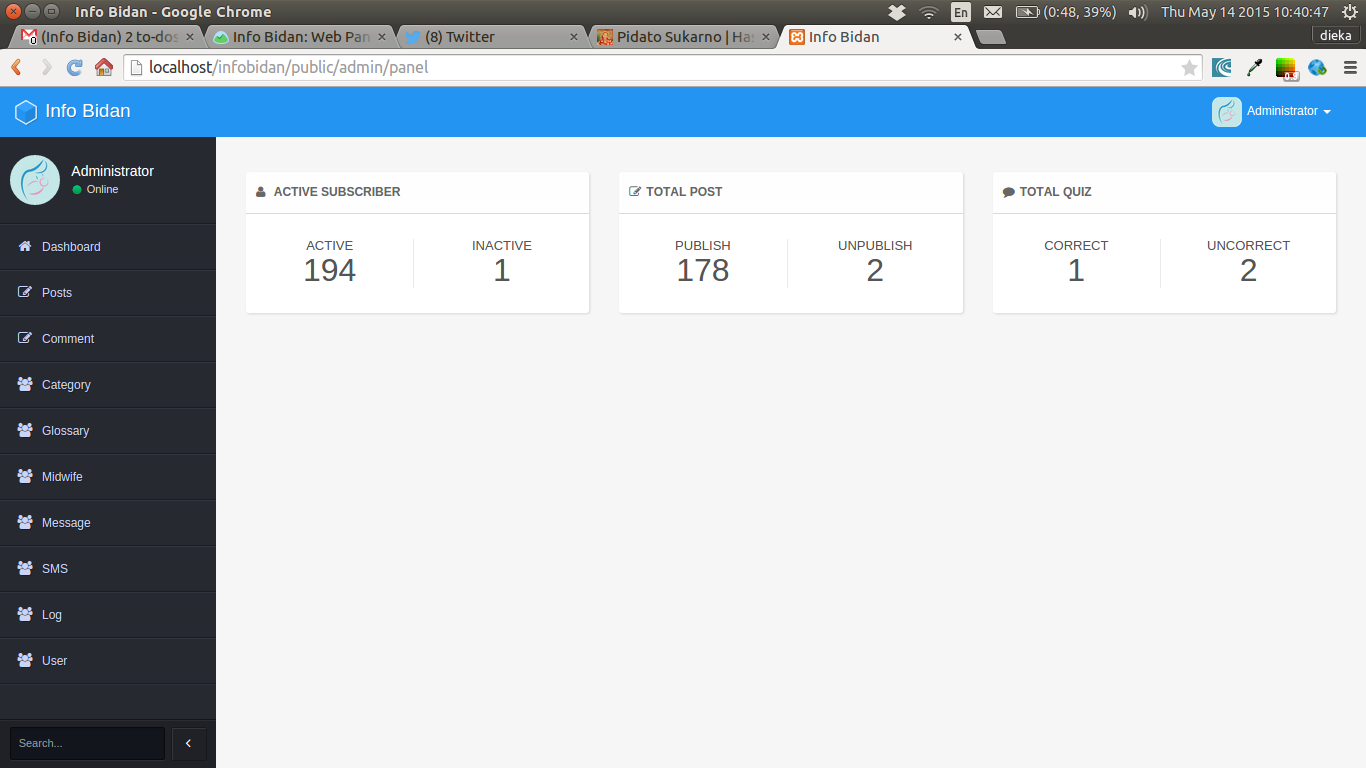 Info Bidan - Google Chrome
En
(0:48, 39%)
Thu May 14 2015 10:40:47
0
(Info Bidan) 2 to-dos
Info Bidan: Web Pan
(8) Twitter
Pidato Sukarno | Has
Info Bidan
dieka
localhost/infobidan/public/admin/panel
Info Bidan
Administrator
Administrator
Online
Dashboard
Posts
Comment
Category
Glossary
Midwife
Message
SMS
Log
User
Search...
ACTIVE SUBSCRIBER
ACTIVE
194
INACTIVE
1
TOTAL POST
PUBLISH
178
UNPUBLISH
2
TOTAL QUIZ
CORRECT
1
UNCORRECT
2